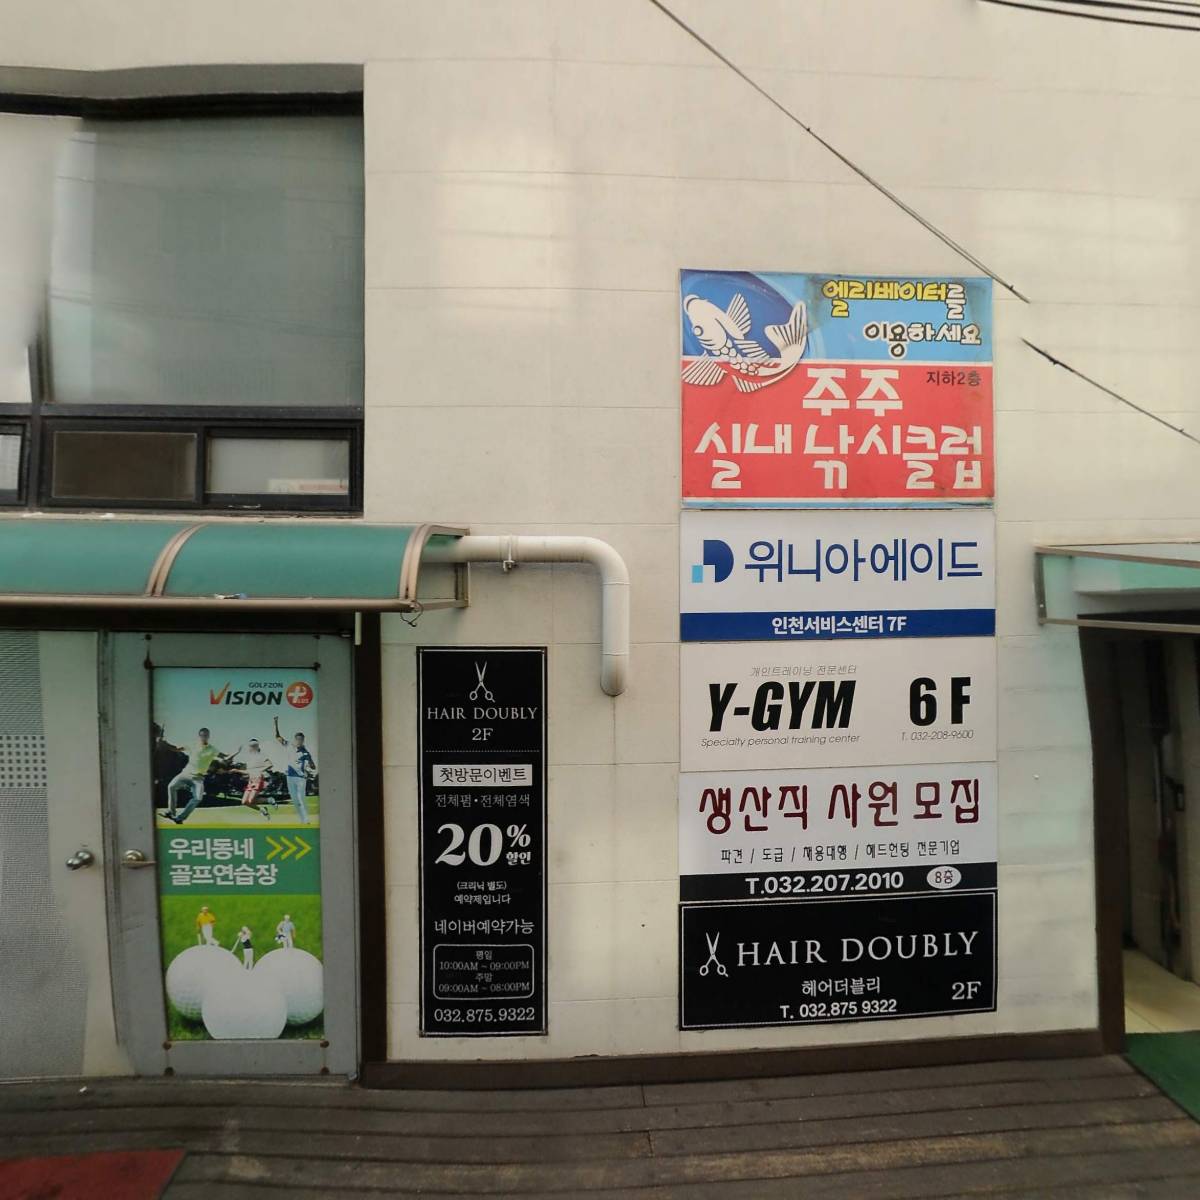 GOLFZON
VISION PLUS
우리동네
골프연습장
HAIR DOUBLY
2F
첫방문이벤트
전체펌·전체염색
20% 할인
(크리닉 별도)
예약제입니다
네이버예약가능
평일
10:00AM ~ 09:00PM
주말
09:00AM ~ 08:00PM
032.875.9322
엘리베이터를
이용하세요
지하2층
주주
실내낚시클럽
위니아에이드
인천서비스센터 7F
개인트레이닝 전문센터
Y-GYM 6F
Specialty personal training center T. 032-208-9600
생산직 사원모집
파견 / 도급 / 채용대행 / 헤드헌팅 전문기업
T.032.207.2010 8층
HAIR DOUBLY
헤어더블리
2F
T. 032.875 9322